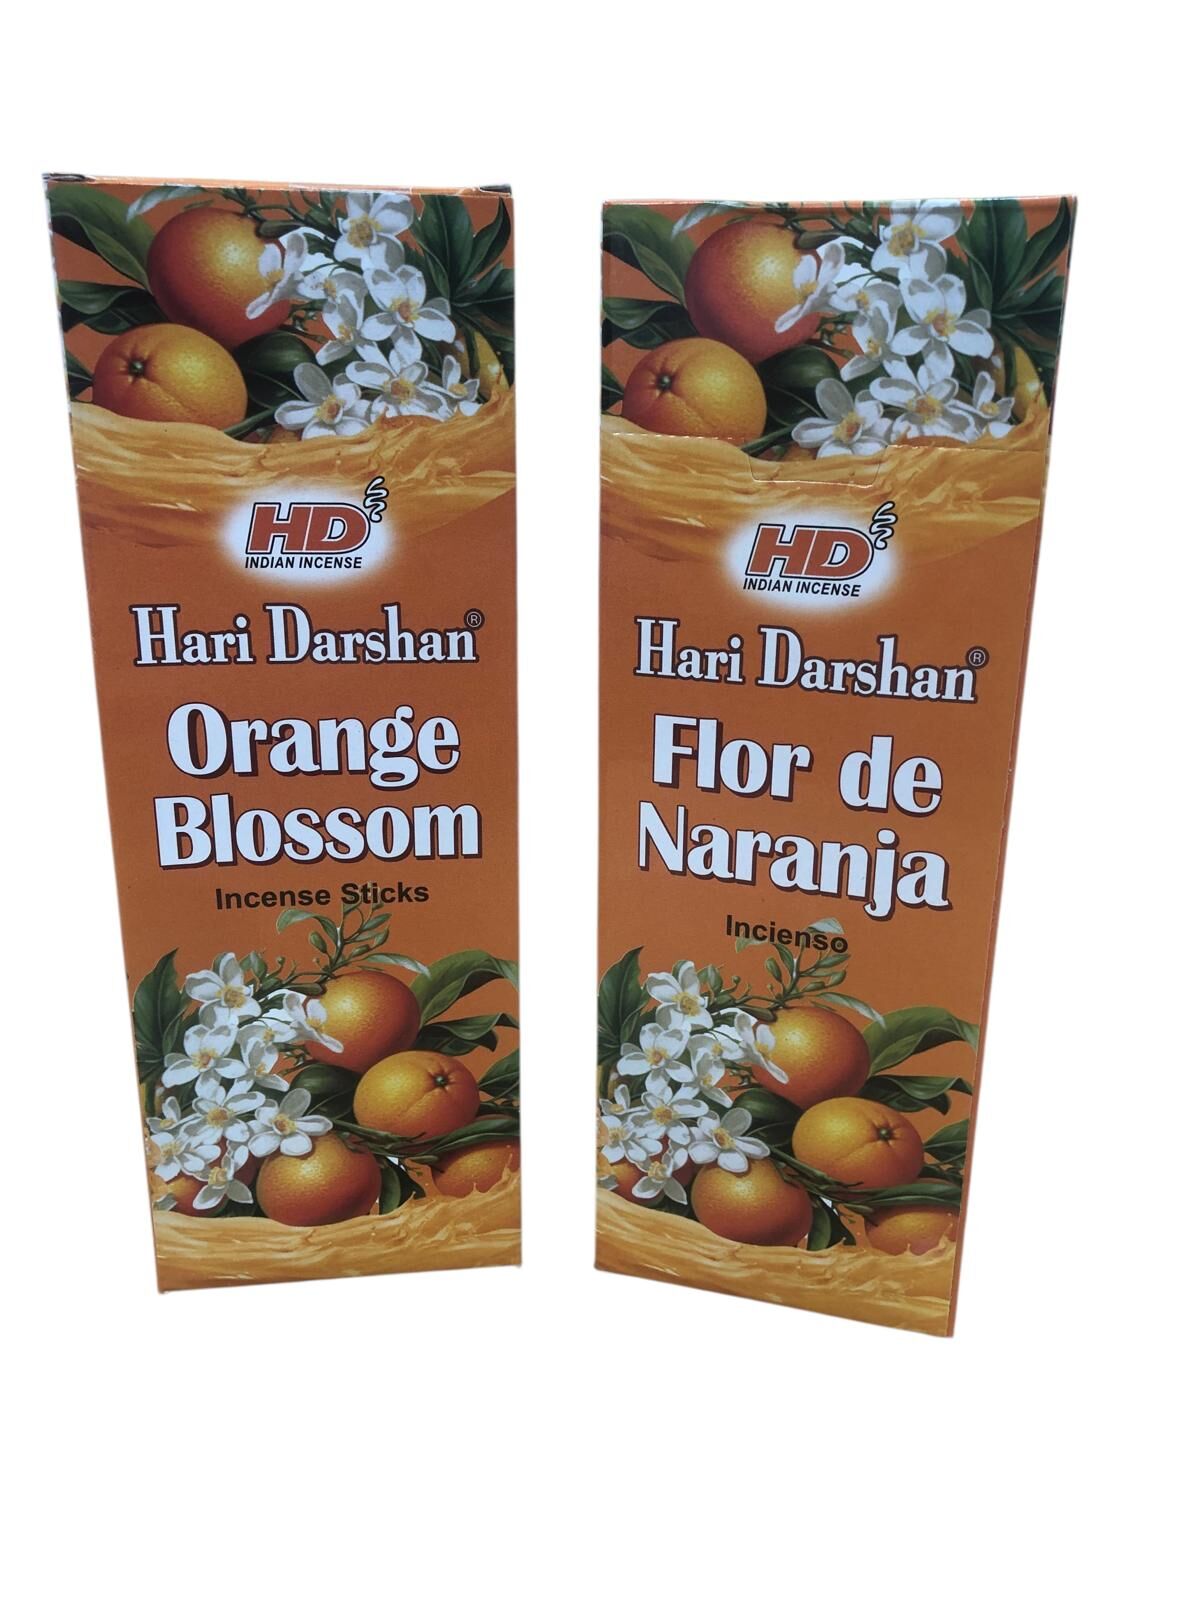 HD
INDIAN INCENSE
Hari Darshan®
Orange
Blossom
Incense Sticks
HD
INDIAN INCENSE
Hari Darshan®
Flor de
Naranja
Incienso